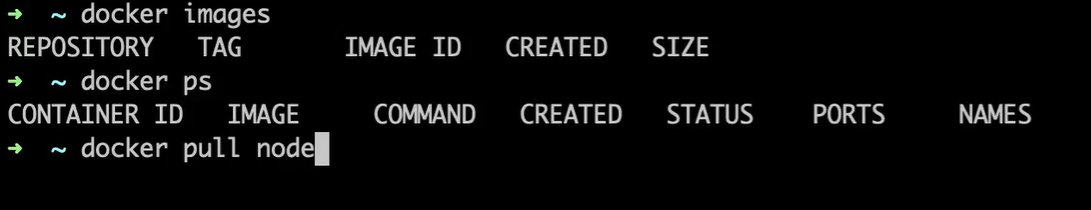 ➜ ~ docker images
REPOSITORY TAG IMAGE ID CREATED SIZE
➜ ~ docker ps
CONTAINER ID IMAGE COMMAND CREATED STATUS PORTS NAMES
➜ ~ docker pull node